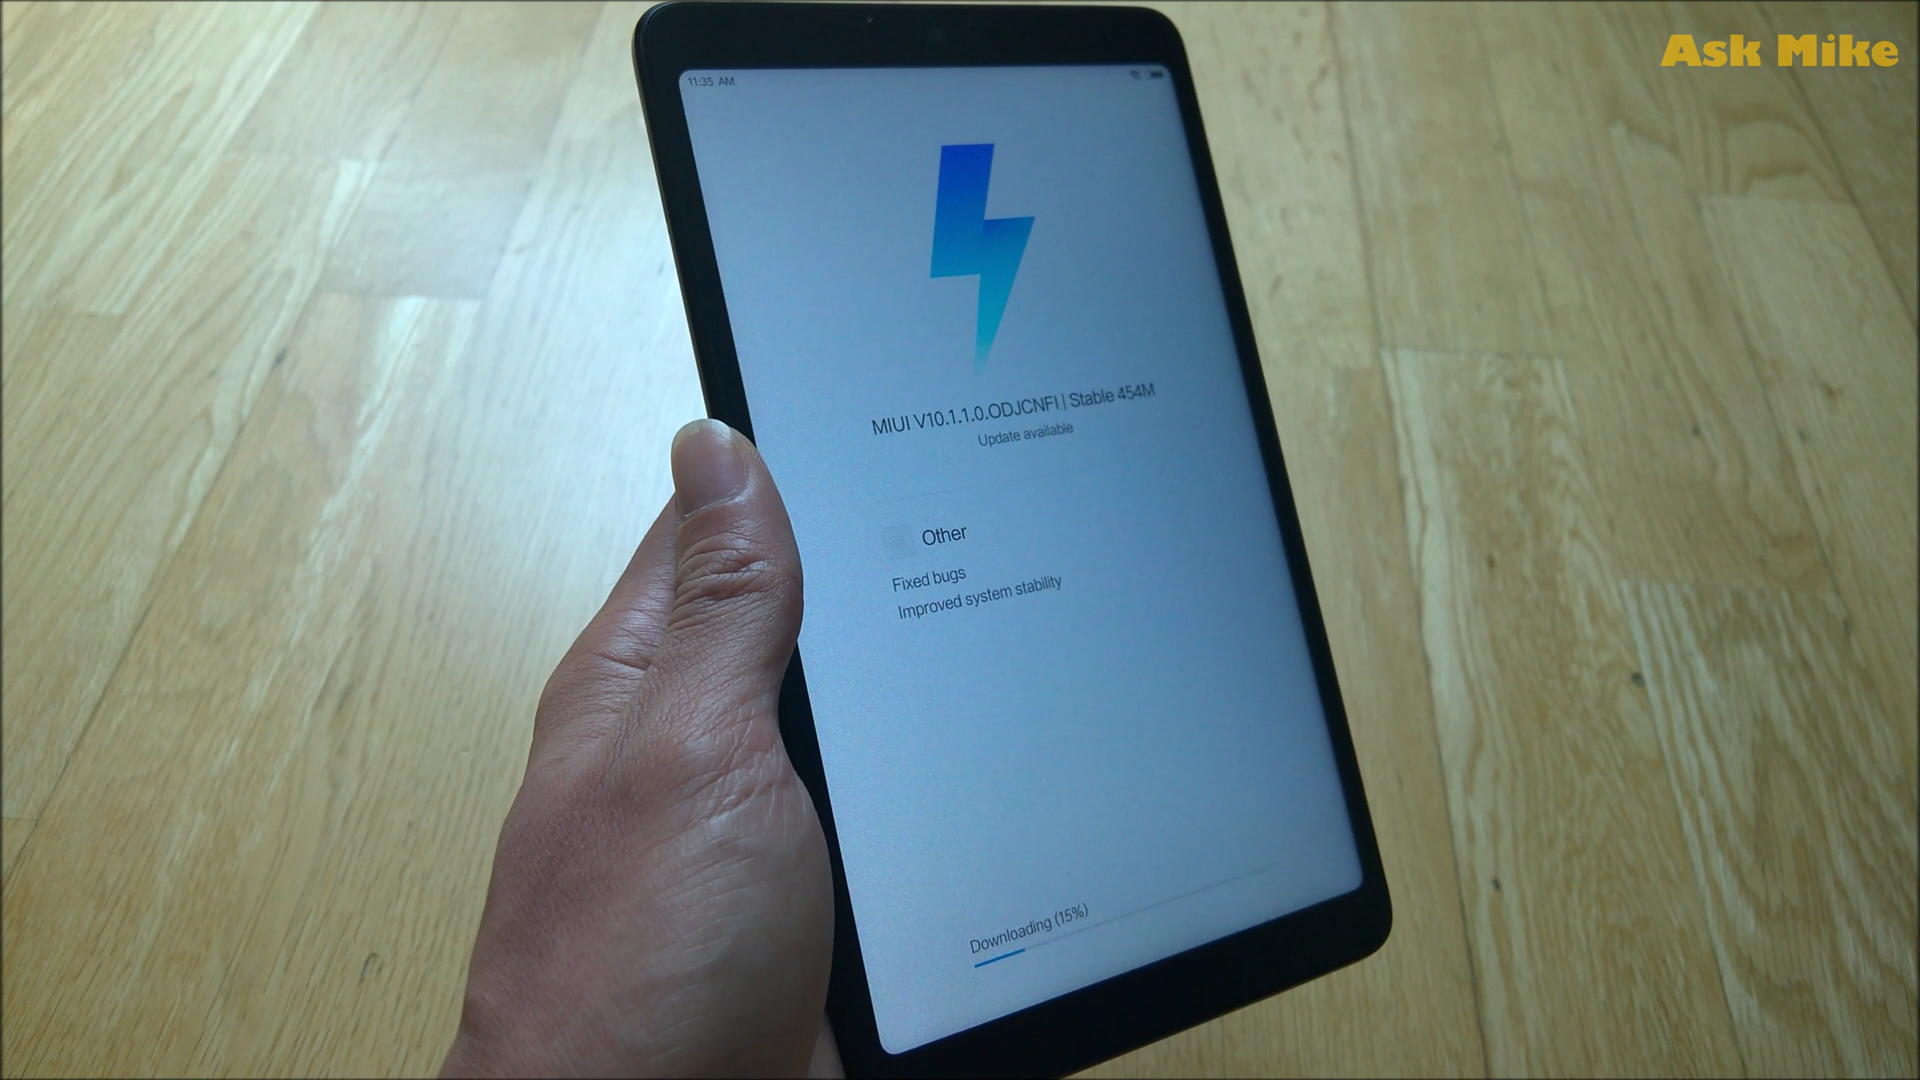 Ask Mike
11:35 AM
MIUI V10.1.1.0.ODJCNFI | Stable 454M
Update available
Other
Fixed bugs
Improved system stability
Downloading (15%)